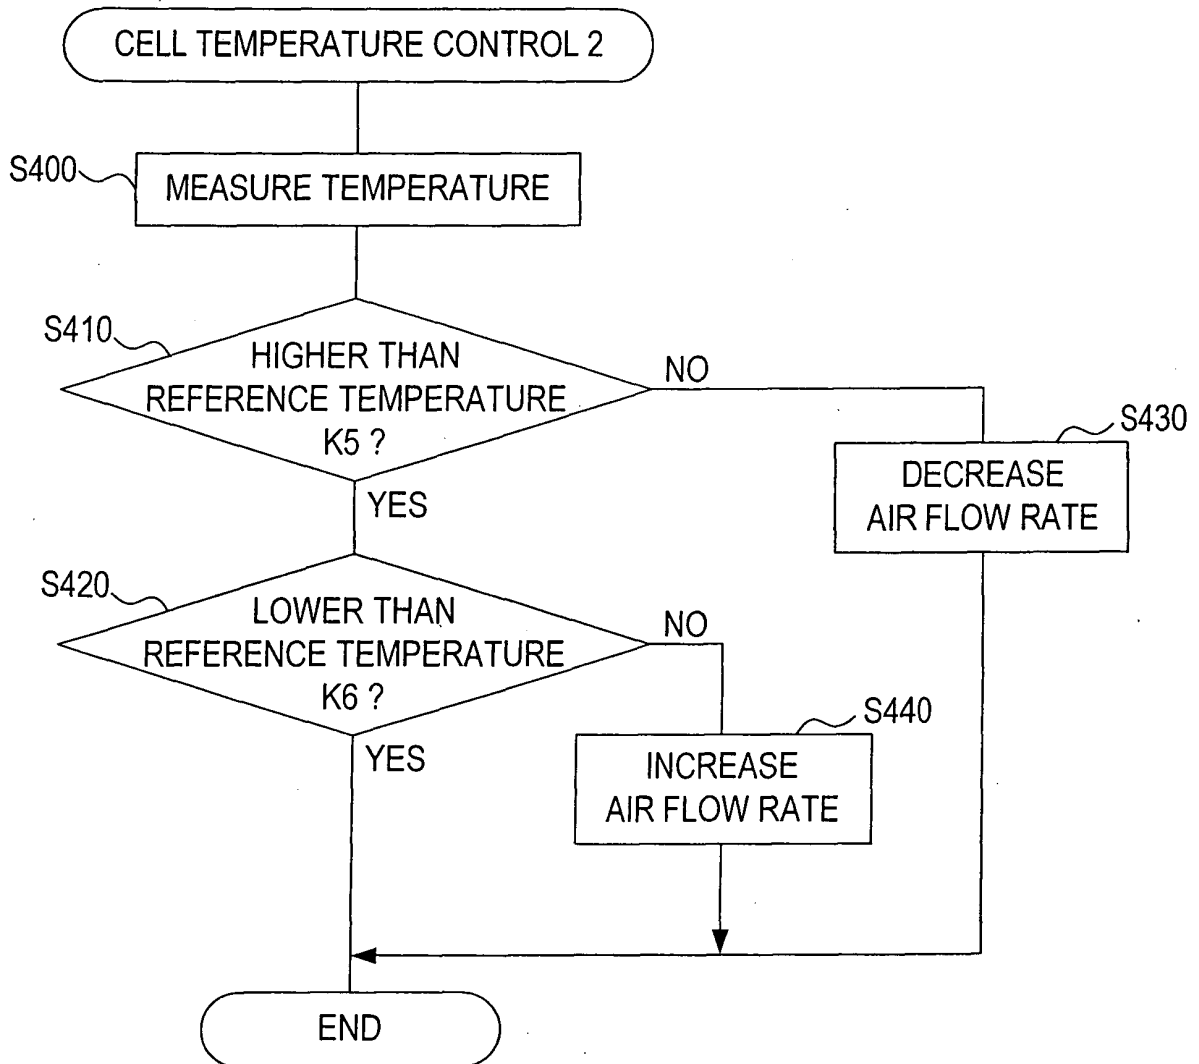 CELL TEMPERATURE CONTROL 2
S400
MEASURE TEMPERATURE
S410
HIGHER THAN
REFERENCE TEMPERATURE
K5 ?
NO
YES
S430
DECREASE
AIR FLOW RATE
S420
LOWER THAN
REFERENCE TEMPERATURE
K6 ?
NO
YES
S440
INCREASE
AIR FLOW RATE
END